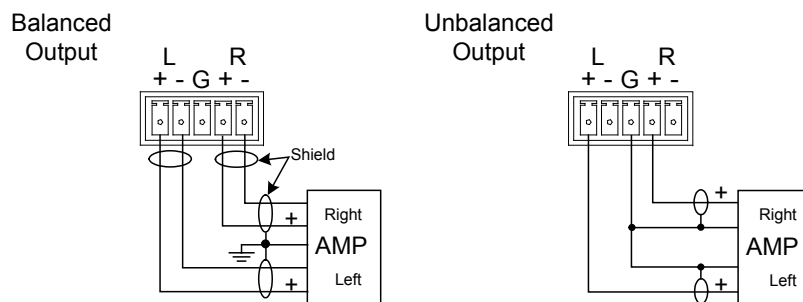 Balanced
Output
L R
+ - G + -
Shield
+
Right
AMP
Left
+
Unbalanced
Output
L R
+ - G + -
+
Right
AMP
Left
+